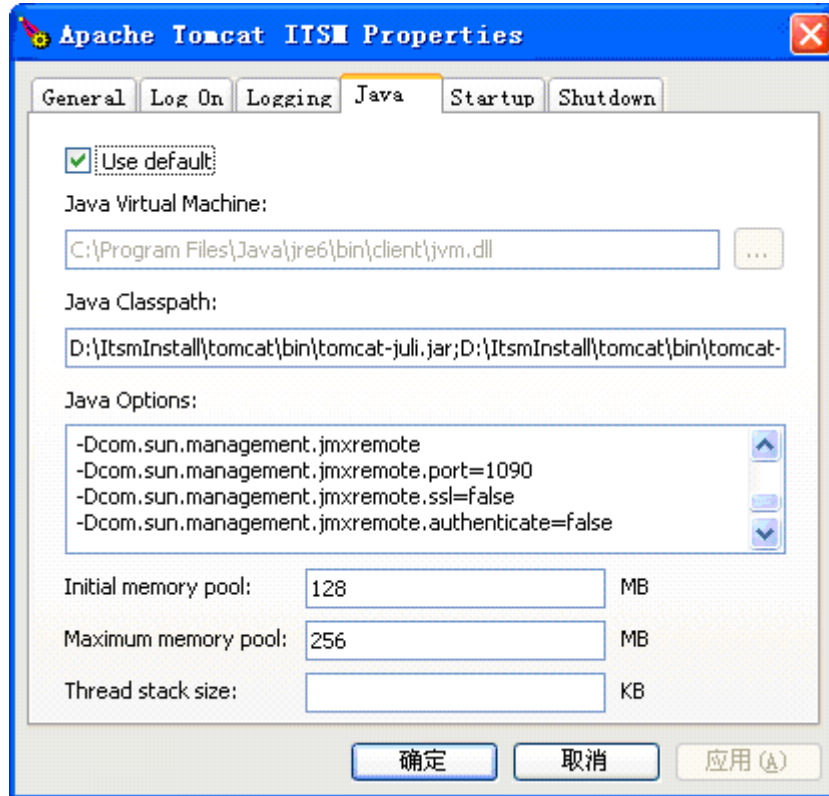 Apache Tomcat ITSM Properties
General Log On Logging Java Startup Shutdown
Use default
Java Virtual Machine:
C:\Program Files\Java\jre6\bin\client\jvm.dll
...
Java Classpath:
D:\ItsmInstall\tomcat\bin\tomcat-juli.jar;D:\ItsmInstall\tomcat\bin\tomcat-
Java Options:
-Dcom.sun.management.jmxremote
-Dcom.sun.management.jmxremote.port=1090
-Dcom.sun.management.jmxremote.ssl=false
-Dcom.sun.management.jmxremote.authenticate=false
Initial memory pool: 128 MB
Maximum memory pool: 256 MB
Thread stack size: KB
确定 取消 应用(A)